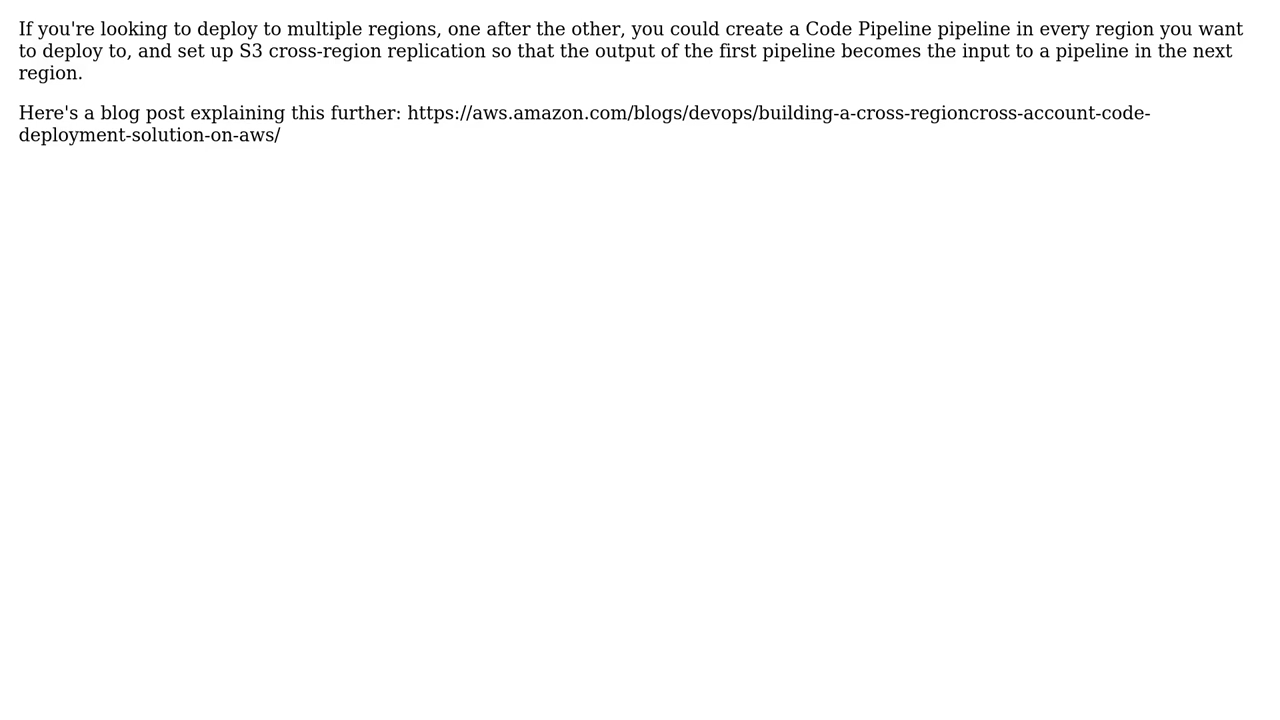 If you're looking to deploy to multiple regions, one after the other, you could create a Code Pipeline pipeline in every region you want
to deploy to, and set up S3 cross-region replication so that the output of the first pipeline becomes the input to a pipeline in the next
region.
Here's a blog post explaining this further: https://aws.amazon.com/blogs/devops/building-a-cross-regioncross-account-code-
deployment-solution-on-aws/